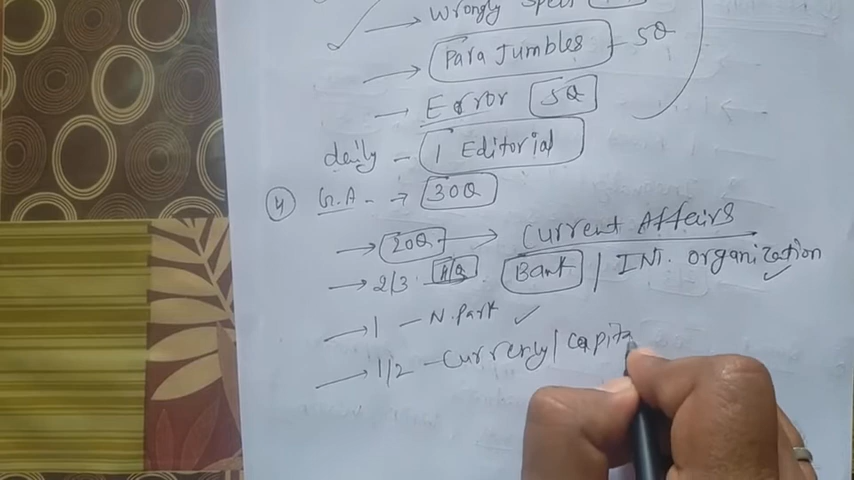 → Wrongly Spelt
→ Para Jumbles - 5Q
→ Error 5Q
daily - 1 Editorial
④ G.A - → 30Q
→ 20Q → Current Affairs
→ 2/3 H/Q Bank / INT. organization ✓
→ 1 - N.Park ✓
→ 1/2 - Currency / Capita